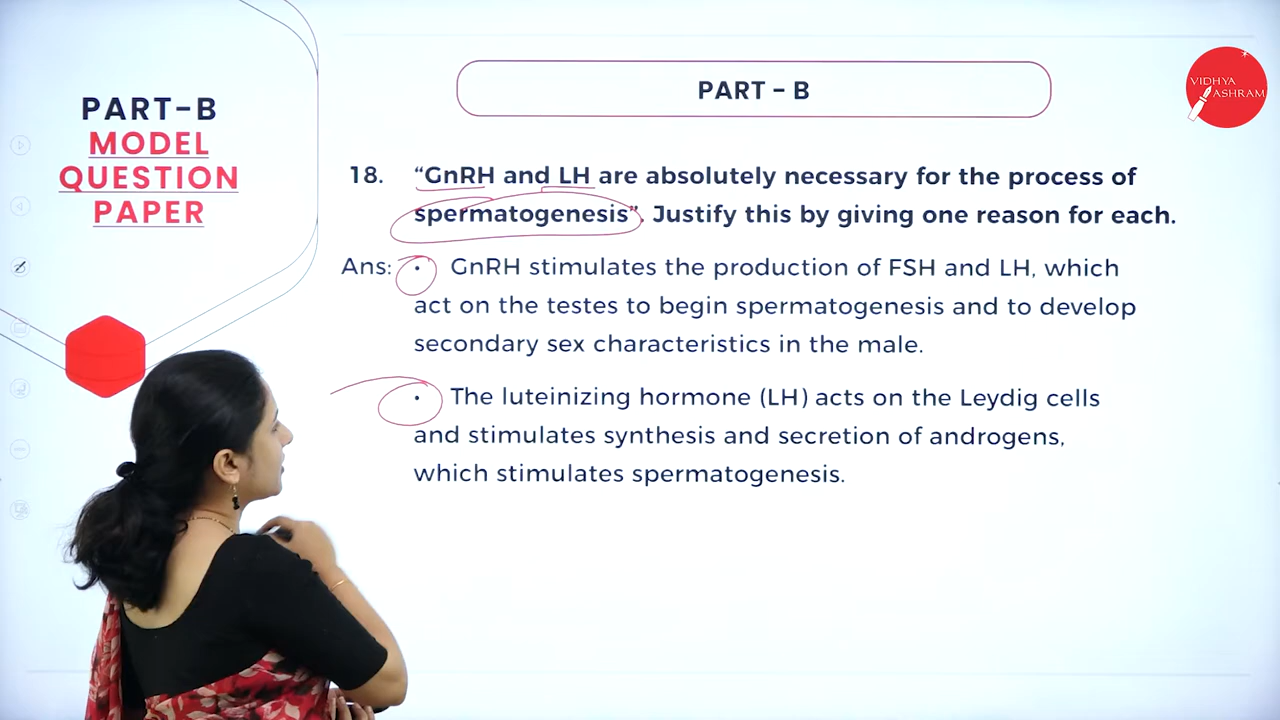 PART-B
MODEL
QUESTION
PAPER
PART - B
VIDHYA
ASHRAM
18. “GnRH and LH are absolutely necessary for the process of
spermatogenesis”. Justify this by giving one reason for each.
Ans: • GnRH stimulates the production of FSH and LH, which
act on the testes to begin spermatogenesis and to develop
secondary sex characteristics in the male.
• The luteinizing hormone (LH) acts on the Leydig cells
and stimulates synthesis and secretion of androgens,
which stimulates spermatogenesis.